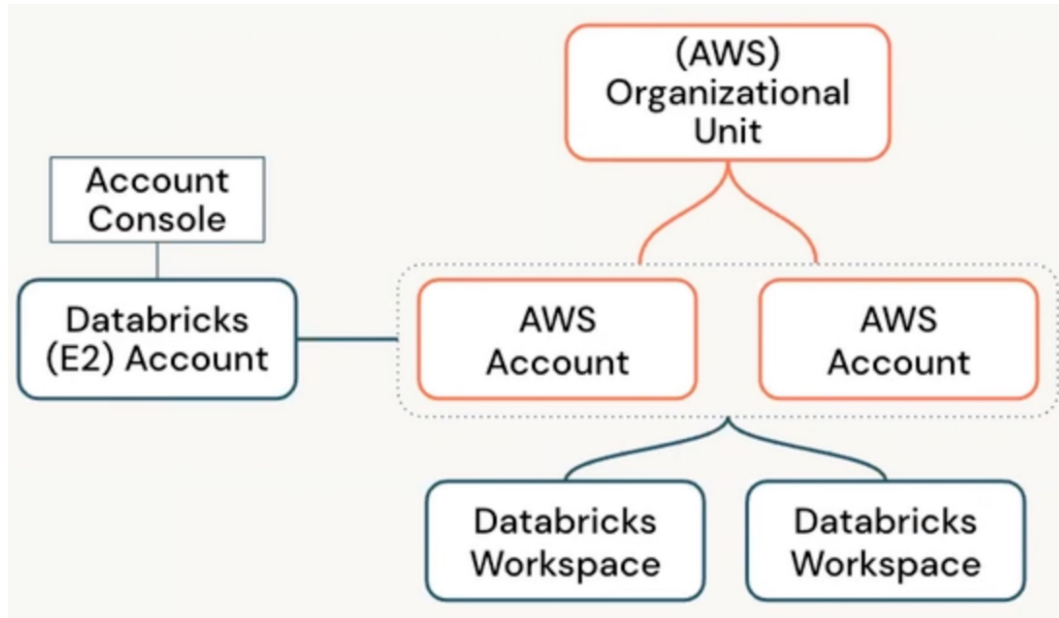 (AWS)
Organizational
Unit
Account
Console
Databricks
(E2) Account
AWS
Account
AWS
Account
Databricks
Workspace
Databricks
Workspace